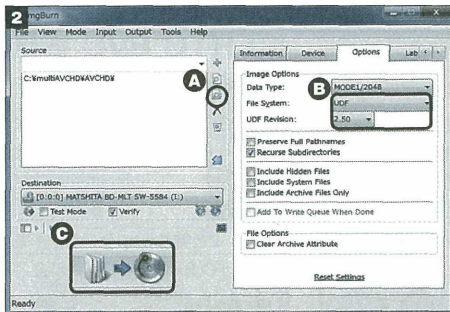 2
ImgBurn
File View Mode Input Output Tools Help
Source
C:¥multiAVCHD¥AVCHD¥
A
Destination
[0:0:0] MATSHITA BD-MLT SW-5584 (I:)
Test Mode
Verify
C
Ready
Information
Device
Options
Lab
Image Options
Data Type:
MODE1/2048
B
File System:
UDF
UDF Revision:
2.50
Preserve Full Pathnames
Recurse Subdirectories
Include Hidden Files
Include System Files
Include Archive Files Only
Add To Write Queue When Done
File Options
Clear Archive Attribute
Reset Settings